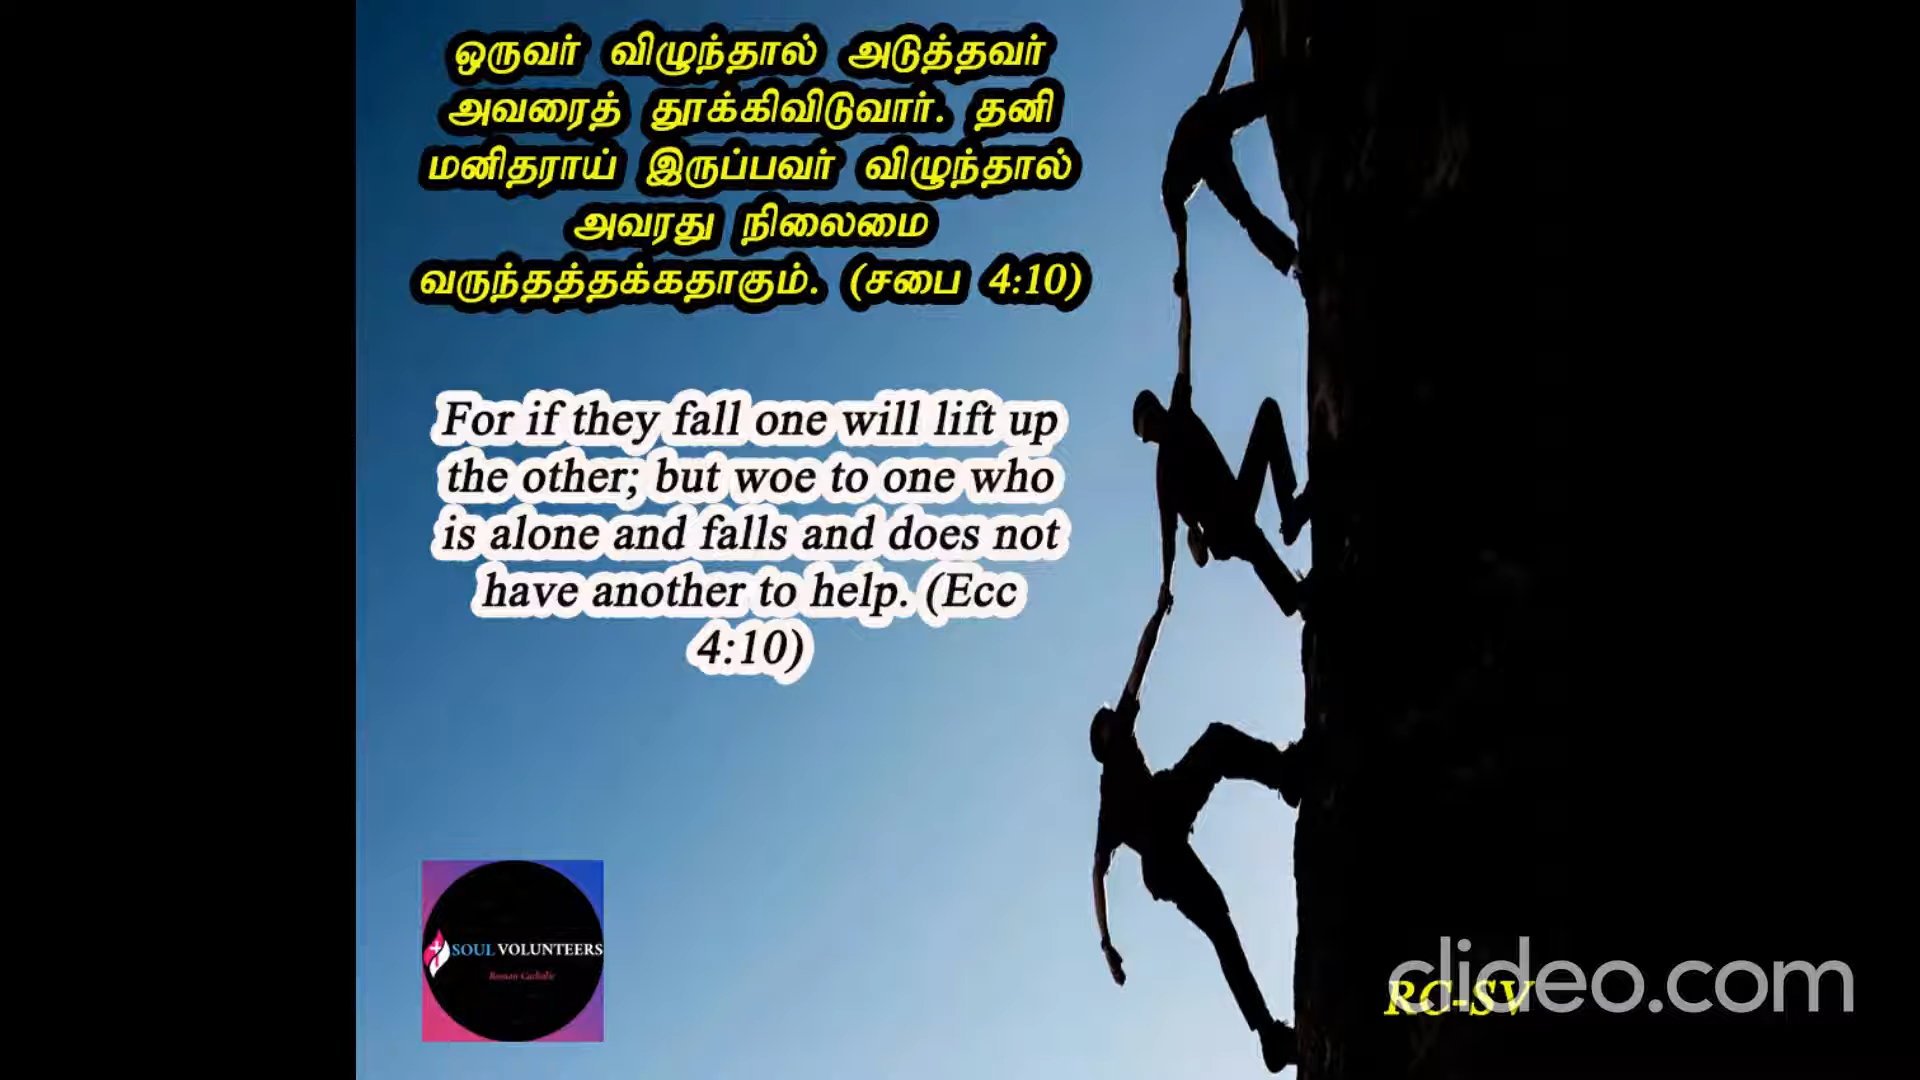 ஒருவர் விழுந்தால் அடுத்தவர்
அவரைத் தூக்கிவிடுவார். தனி
மனிதராய் இருப்பவர் விழுந்தால்
அவரது நிலைமை
வருந்தத்தக்கதாகும். (சபை 4:10)
For if they fall one will lift up
the other; but woe to one who
is alone and falls and does not
have another to help. (Ecc
4:10)
SOUL VOLUNTEERS
Roman Catholic
RC-SV
clideo.com